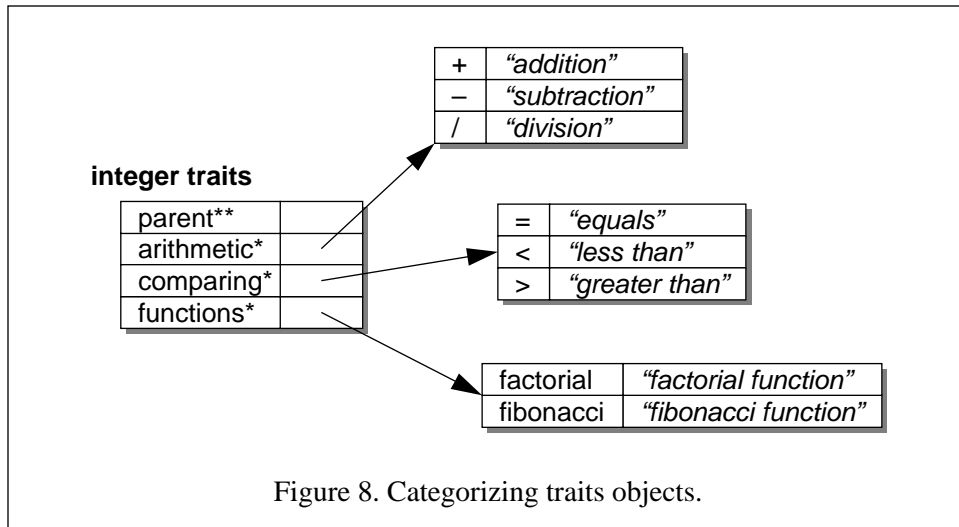 + “addition”
– “subtraction”
/ “division”
integer traits
parent**
arithmetic*
comparing*
functions*
= “equals”
< “less than”
> “greater than”
factorial “factorial function”
fibonacci “fibonacci function”
Figure 8. Categorizing traits objects.